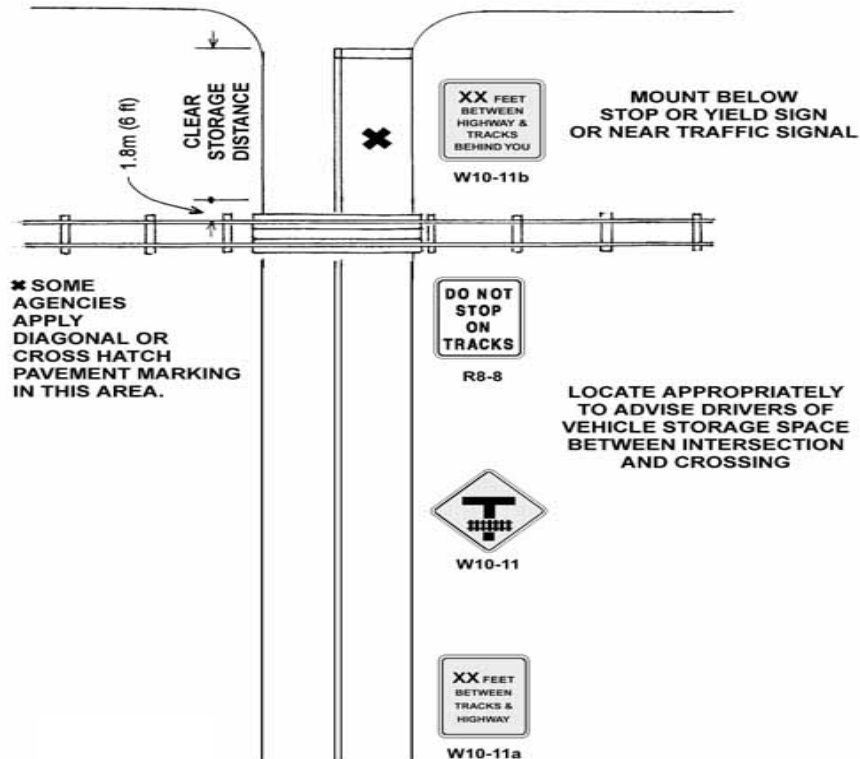 CLEAR
STORAGE
DISTANCE
1.8m (6 ft)
XX FEET
BETWEEN
HIGHWAY &
TRACKS
BEHIND YOU
W10-11b
MOUNT BELOW
STOP OR YIELD SIGN
OR NEAR TRAFFIC SIGNAL
✖ SOME
AGENCIES
APPLY
DIAGONAL OR
CROSS HATCH
PAVEMENT MARKING
IN THIS AREA.
DO NOT
STOP
ON
TRACKS
R8-8
LOCATE APPROPRIATELY
TO ADVISE DRIVERS OF
VEHICLE STORAGE SPACE
BETWEEN INTERSECTION
AND CROSSING
W10-11
XX FEET
BETWEEN
TRACKS &
HIGHWAY
W10-11a